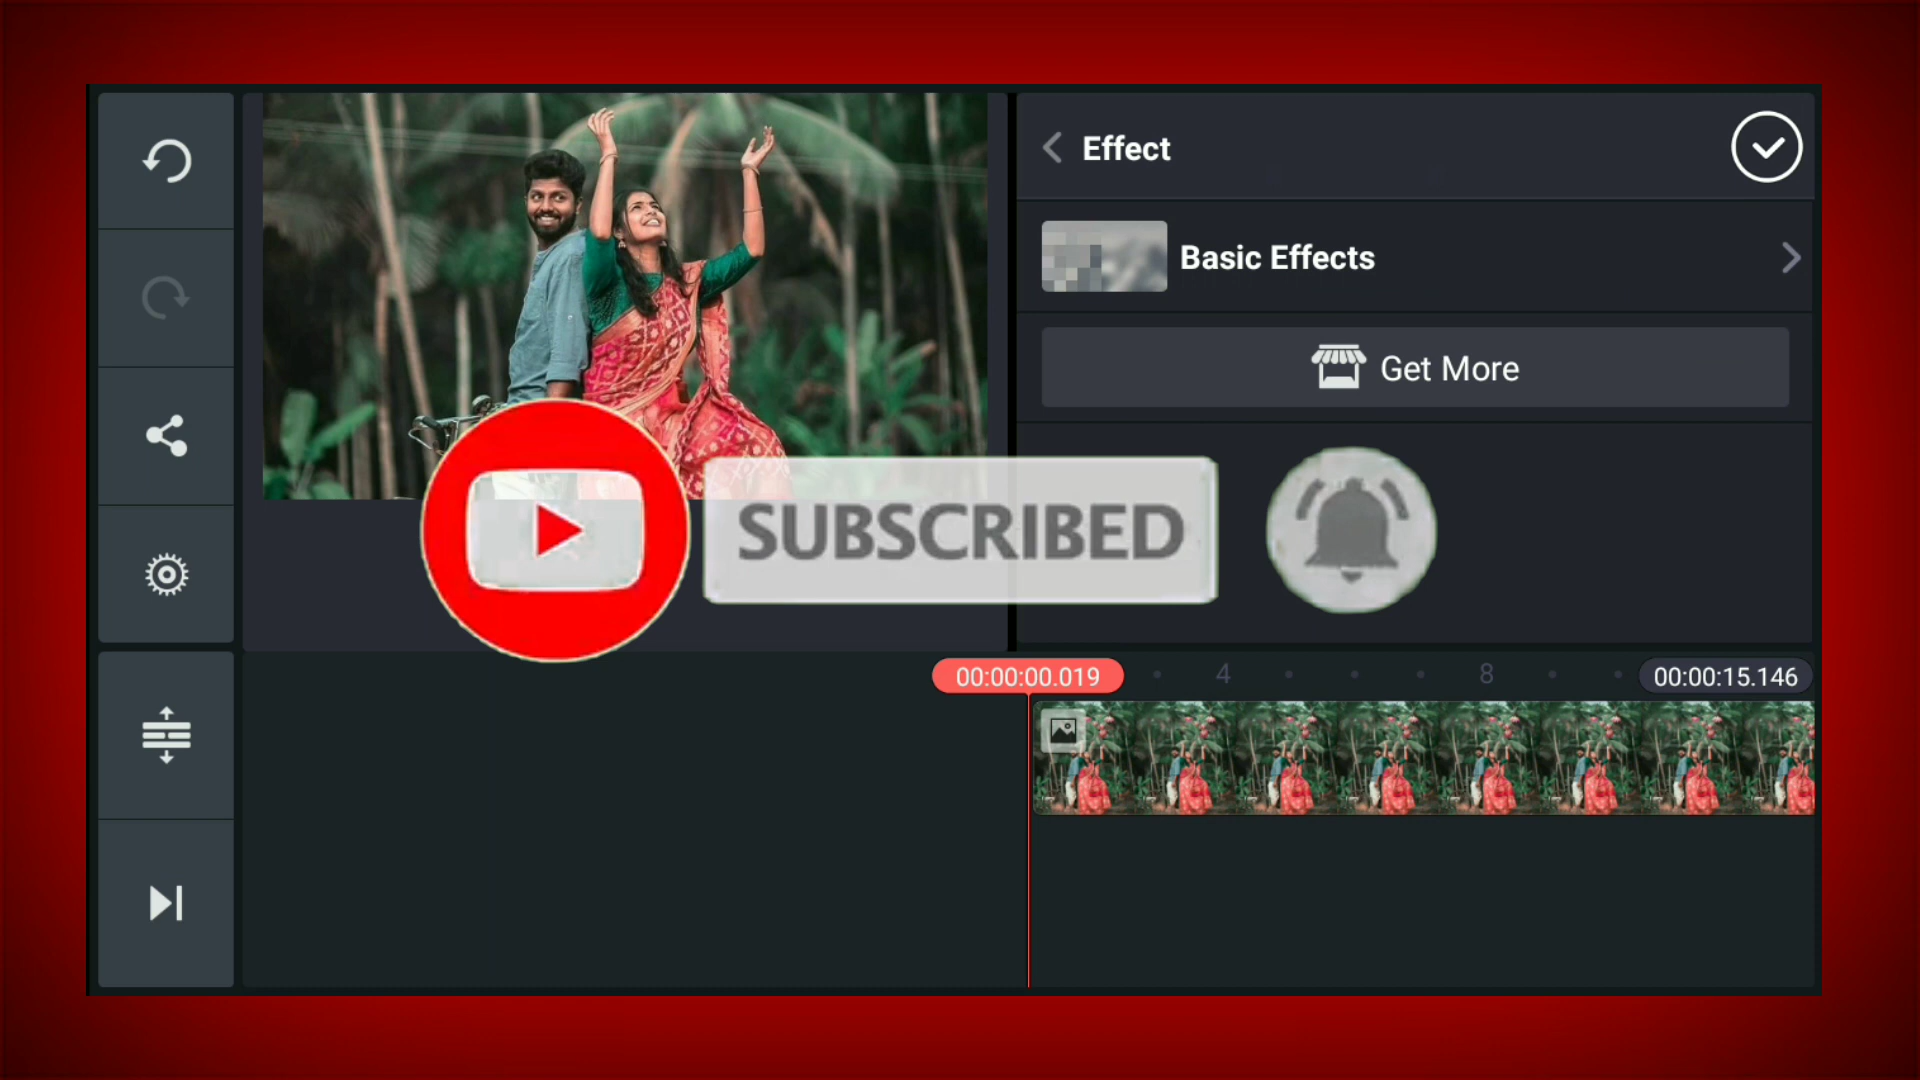 Effect
Basic Effects
Get More
SUBSCRIBED
00:00:00.019
4
8
00:00:15.146